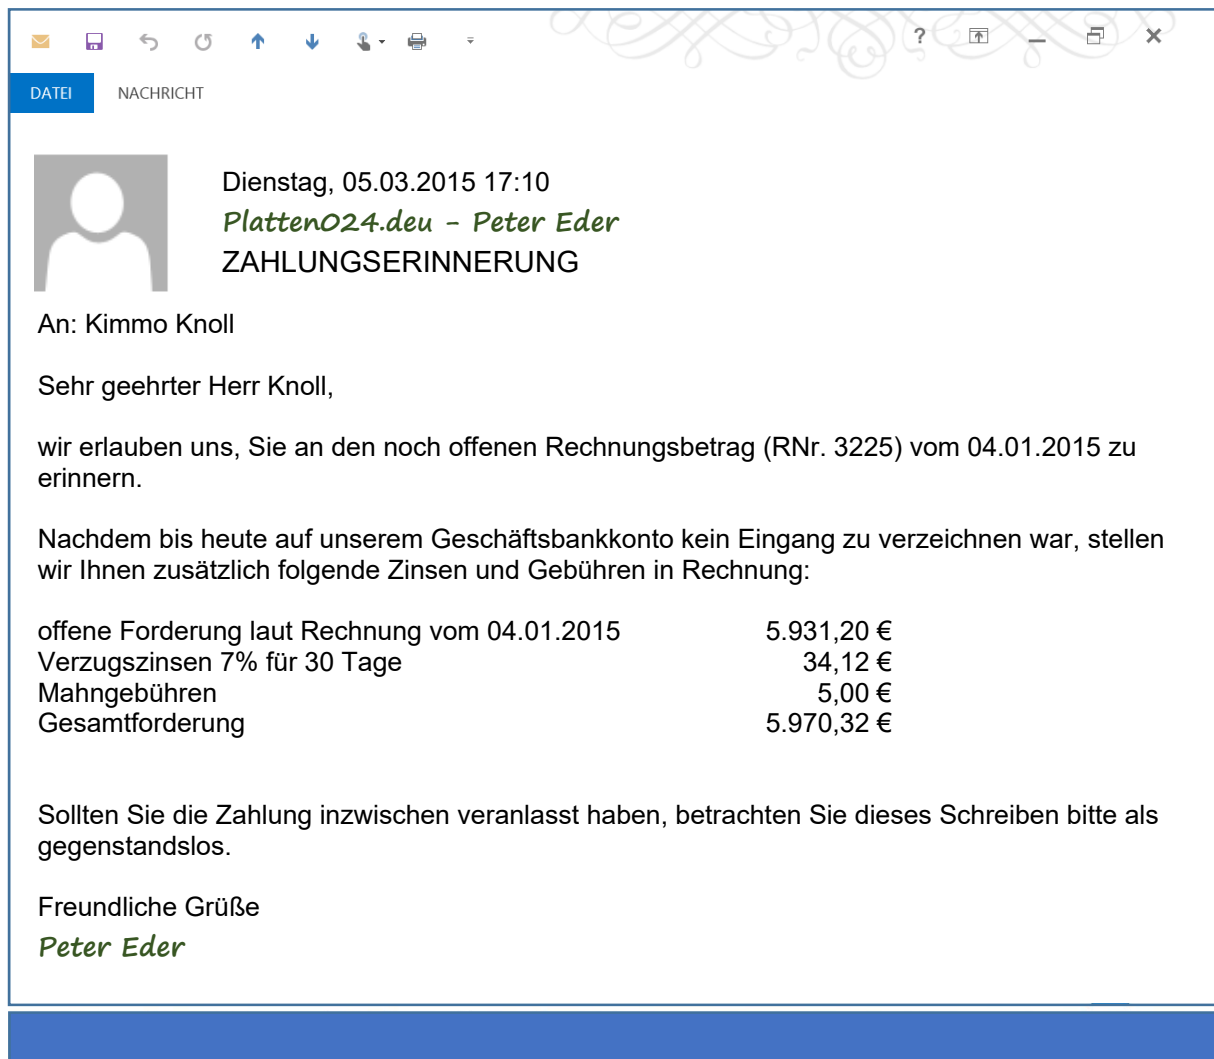 ?
DATEI NACHRICHT
Dienstag, 05.03.2015 17:10
Platten024.deu - Peter Eder
ZAHLUNGSERINNERUNG
An: Kimmo Knoll
Sehr geehrter Herr Knoll,
wir erlauben uns, Sie an den noch offenen Rechnungsbetrag (RNr. 3225) vom 04.01.2015 zu
erinnern.
Nachdem bis heute auf unserem Geschäftsbankkonto kein Eingang zu verzeichnen war, stellen
wir Ihnen zusätzlich folgende Zinsen und Gebühren in Rechnung:
offene Forderung laut Rechnung vom 04.01.2015 5.931,20 €
Verzugszinsen 7% für 30 Tage 34,12 €
Mahngebühren 5,00 €
Gesamtforderung 5.970,32 €
Sollten Sie die Zahlung inzwischen veranlasst haben, betrachten Sie dieses Schreiben bitte als
gegenstandslos.
Freundliche Grüße
Peter Eder